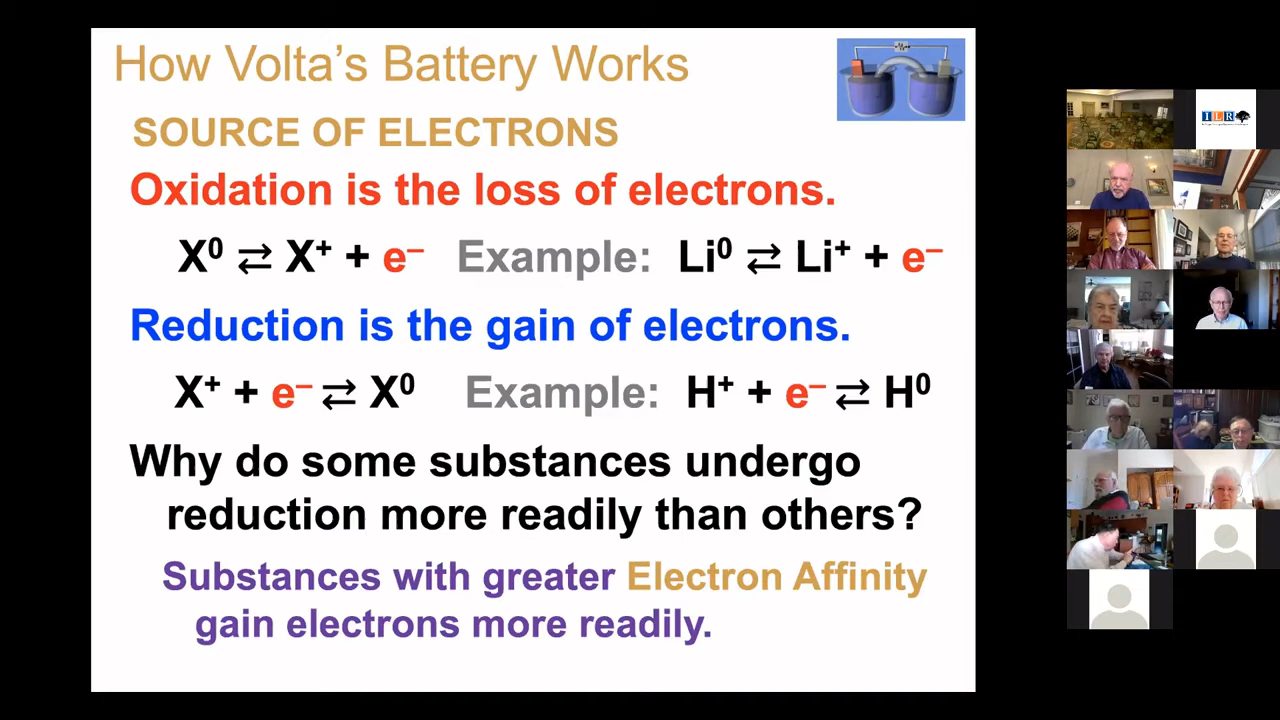 How Volta's Battery Works
SOURCE OF ELECTRONS
Oxidation is the loss of electrons.
X⁰ ⇄ X⁺ + e⁻ Example: Li⁰ ⇄ Li⁺ + e⁻
Reduction is the gain of electrons.
X⁺ + e⁻ ⇄ X⁰ Example: H⁺ + e⁻ ⇄ H⁰
Why do some substances undergo
reduction more readily than others?
Substances with greater Electron Affinity
gain electrons more readily.
ILR